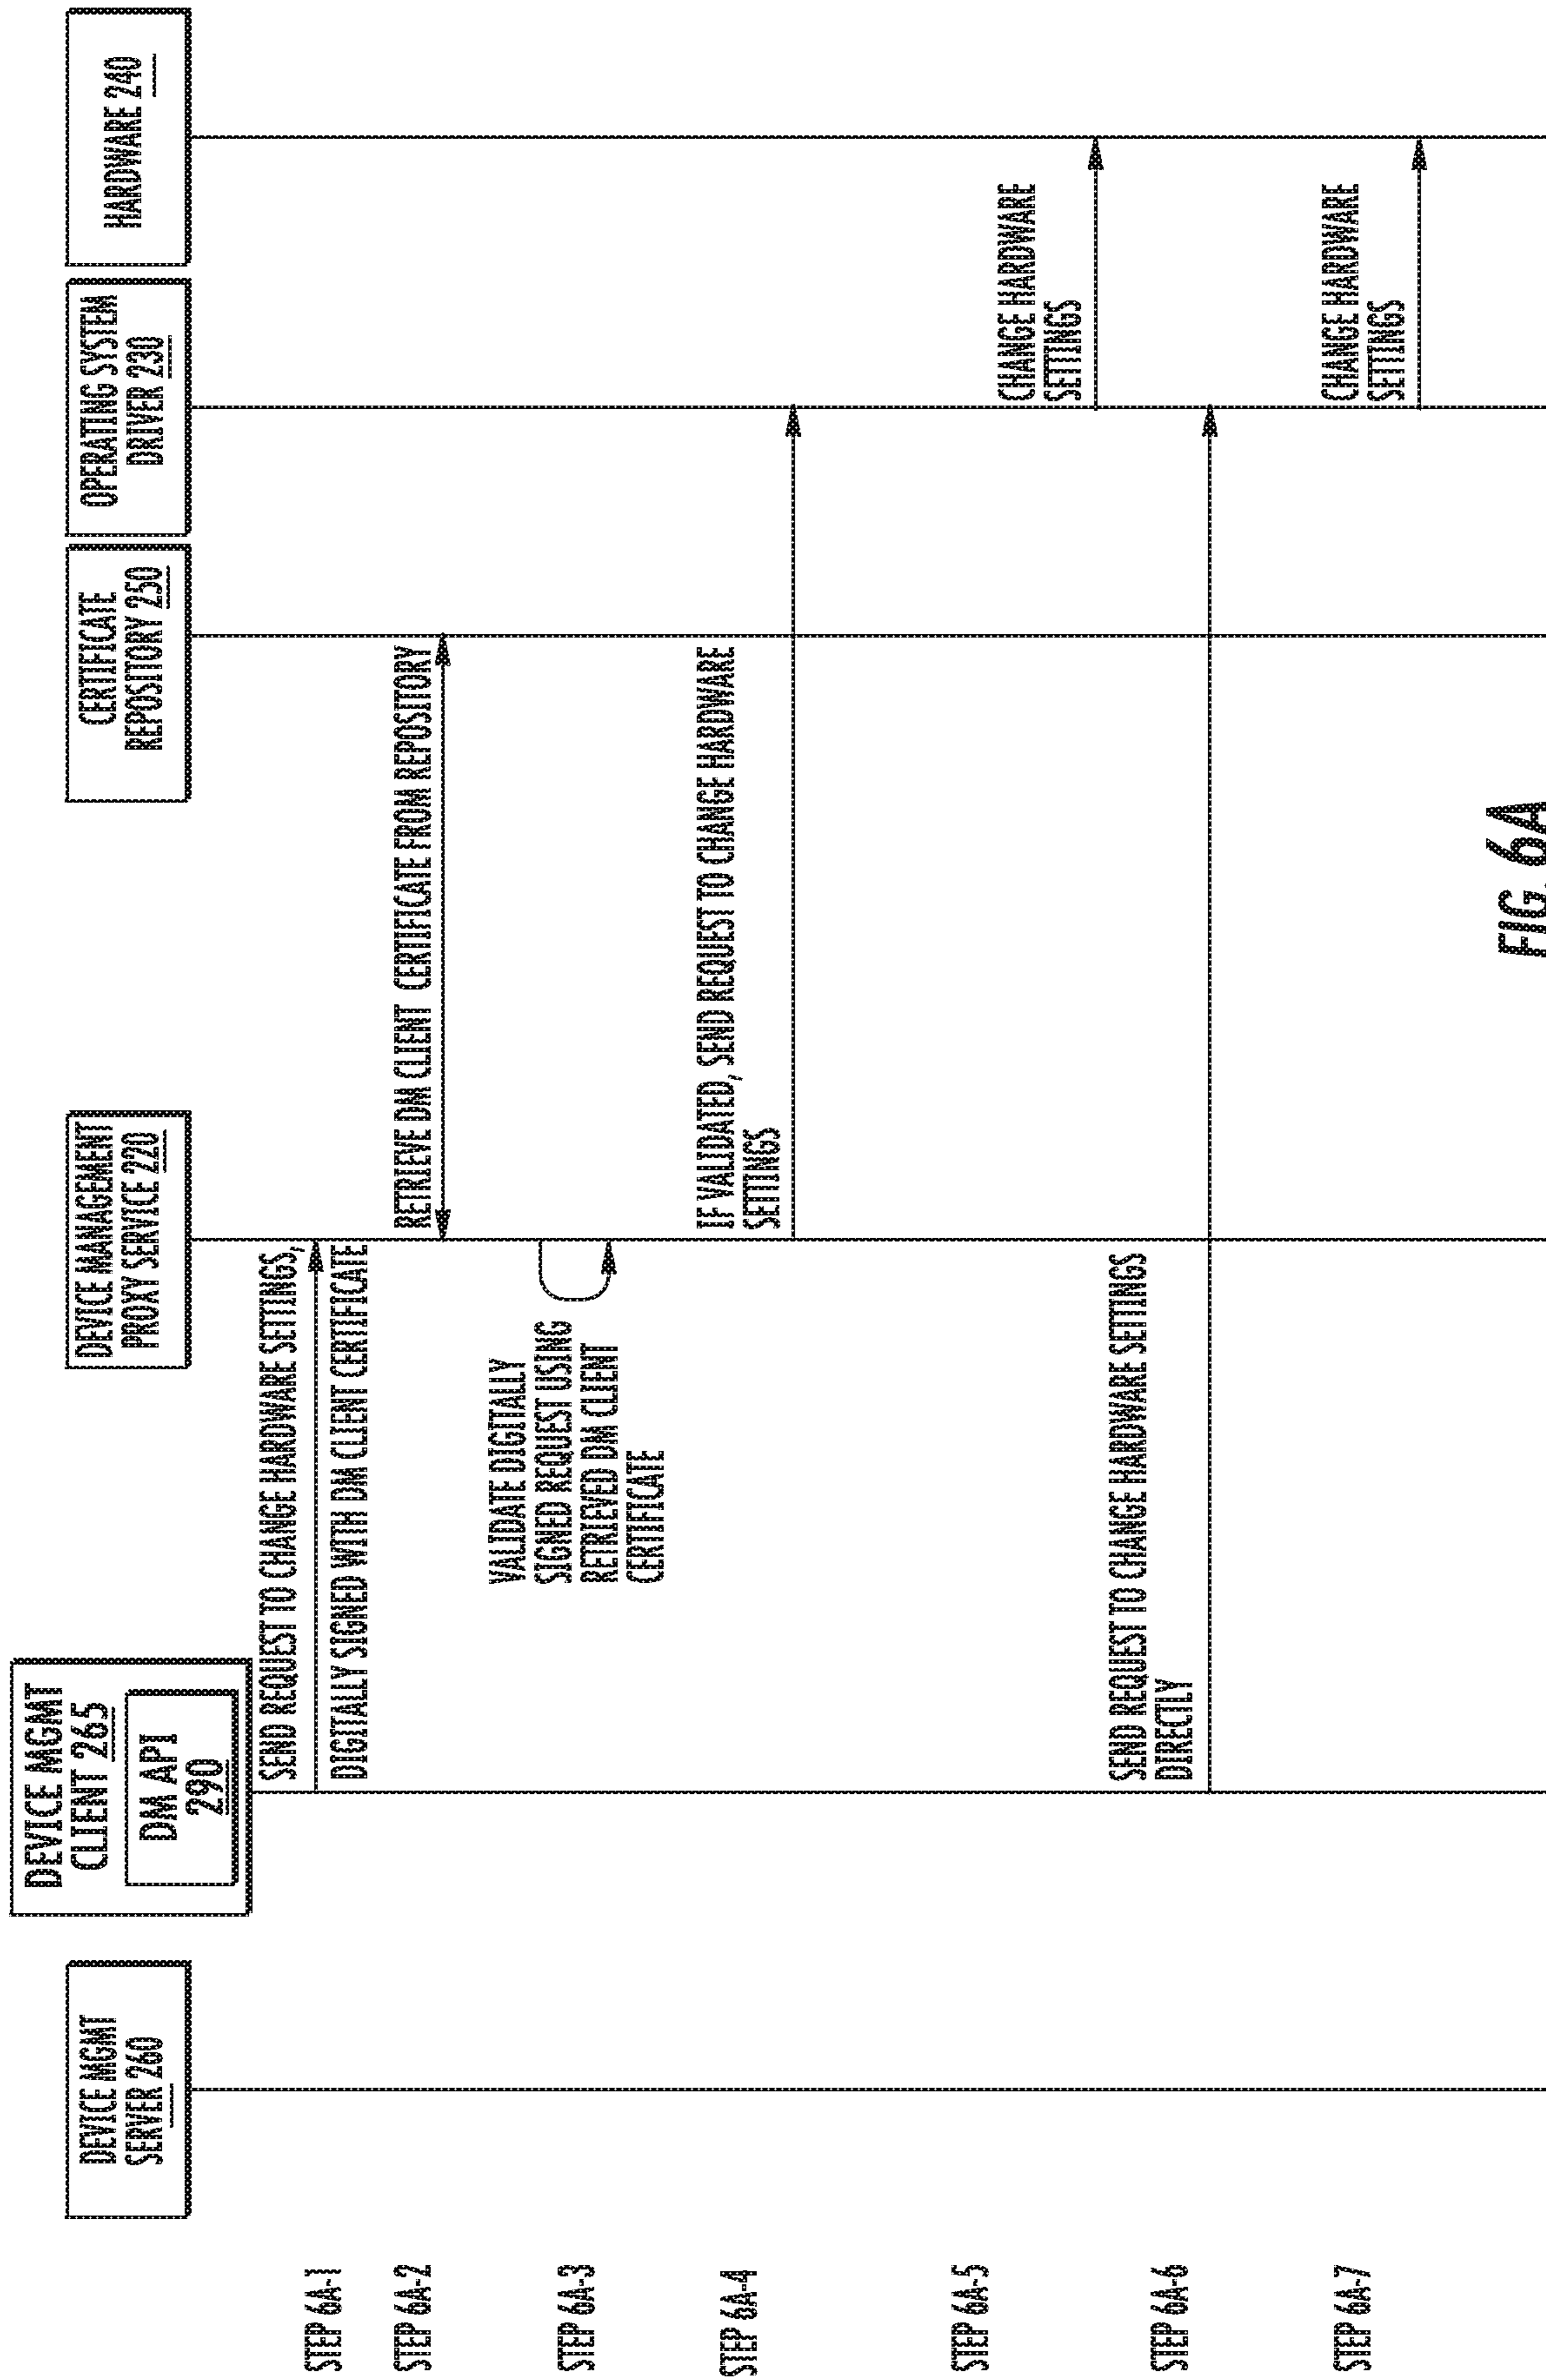 DEVICE MGMT
SERVER 260
DEVICE MGMT
CLIENT 265
DM API
290
DEVICE MANAGEMENT
PROXY SERVICE 220
CERTIFICATE
REPOSITORY 250
OPERATING SYSTEM
DRIVER 230
HARDWARE 240
STEP 6A-1
SEND REQUEST TO CHANGE HARDWARE SETTINGS,
DIGITALLY SIGNED WITH DM CLIENT CERTIFICATE
STEP 6A-2
RETRIEVE DM CLIENT CERTIFICATE FROM REPOSITORY
STEP 6A-3
VALIDATE DIGITALLY
SIGNED REQUEST USING
RETRIEVED DM CLIENT
CERTIFICATE
STEP 6A-4
IF VALIDATED, SEND REQUEST TO CHANGE HARDWARE
SETTINGS
STEP 6A-5
CHANGE HARDWARE
SETTINGS
STEP 6A-6
SEND REQUEST TO CHANGE HARDWARE SETTINGS
DIRECTLY
STEP 6A-7
CHANGE HARDWARE
SETTINGS
FIG. 6A